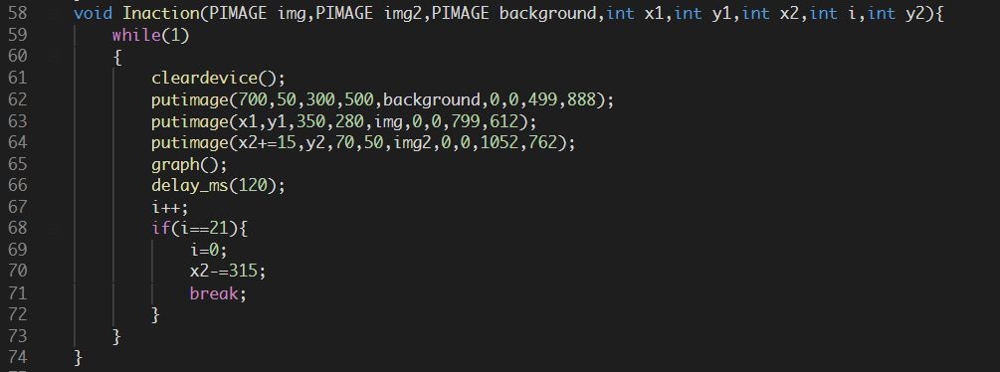 58 void Inaction(PIMAGE img,PIMAGE img2,PIMAGE background,int x1,int y1,int x2,int i,int y2){
59 while(1)
60 {
61 cleardevice();
62 putimage(700,50,300,500,background,0,0,499,888);
63 putimage(x1,y1,350,280,img,0,0,799,612);
64 putimage(x2+=15,y2,70,50,img2,0,0,1052,762);
65 graph();
66 delay_ms(120);
67 i++;
68 if(i==21){
69 i=0;
70 x2-=315;
71 break;
72 }
73 }
74 }